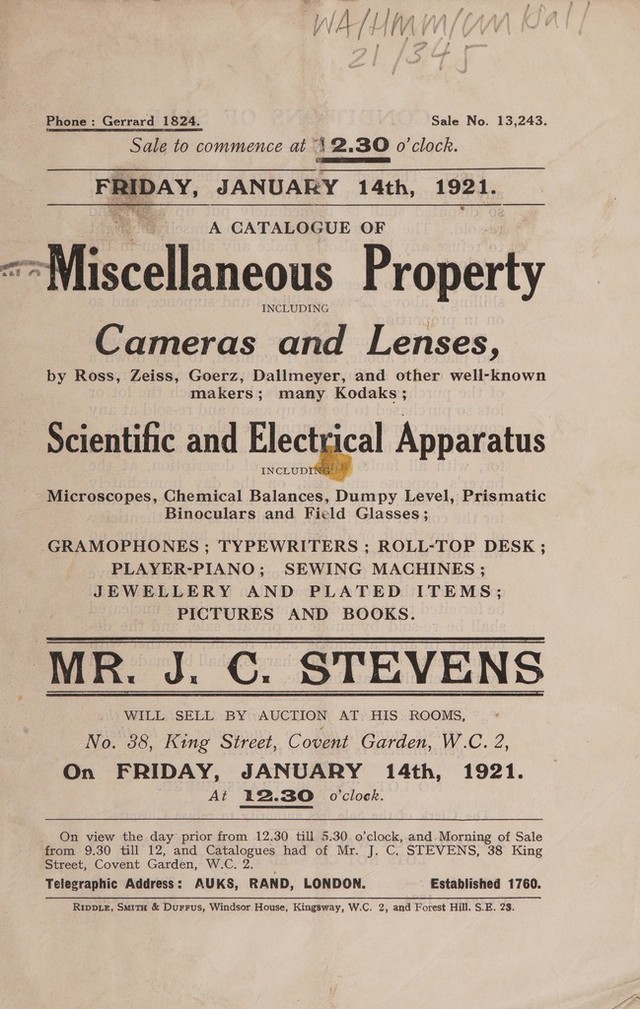 WA/HMM/CM/Sal/
21/345
Phone : Gerrard 1824. Sale No. 13,243.
Sale to commence at 12.30 o'clock.
FRIDAY, JANUARY 14th, 1921.
A CATALOGUE OF
Miscellaneous Property
INCLUDING
Cameras and Lenses,
by Ross, Zeiss, Goerz, Dallmeyer, and other well-known
makers ; many Kodaks ;
Scientific and Electrical Apparatus
INCLUDING
Microscopes, Chemical Balances, Dumpy Level, Prismatic
Binoculars and Field Glasses ;
GRAMOPHONES ; TYPEWRITERS ; ROLL-TOP DESK ;
PLAYER-PIANO ; SEWING MACHINES ;
JEWELLERY AND PLATED ITEMS ;
PICTURES AND BOOKS.
MR. J. C. STEVENS
WILL SELL BY AUCTION AT HIS ROOMS,
No. 38, King Street, Covent Garden, W.C. 2,
On FRIDAY, JANUARY 14th, 1921.
At 12.30 o'clock.
On view the day prior from 12.30 till 5.30 o'clock, and Morning of Sale
from 9.30 till 12, and Catalogues had of Mr. J. C. STEVENS, 38 King
Street, Covent Garden, W.C. 2.
Telegraphic Address : AUKS, RAND, LONDON. Established 1760.
RIDDLE, SMITH & DUFFUS, Windsor House, Kingsway, W.C. 2, and Forest Hill, S.E. 23.